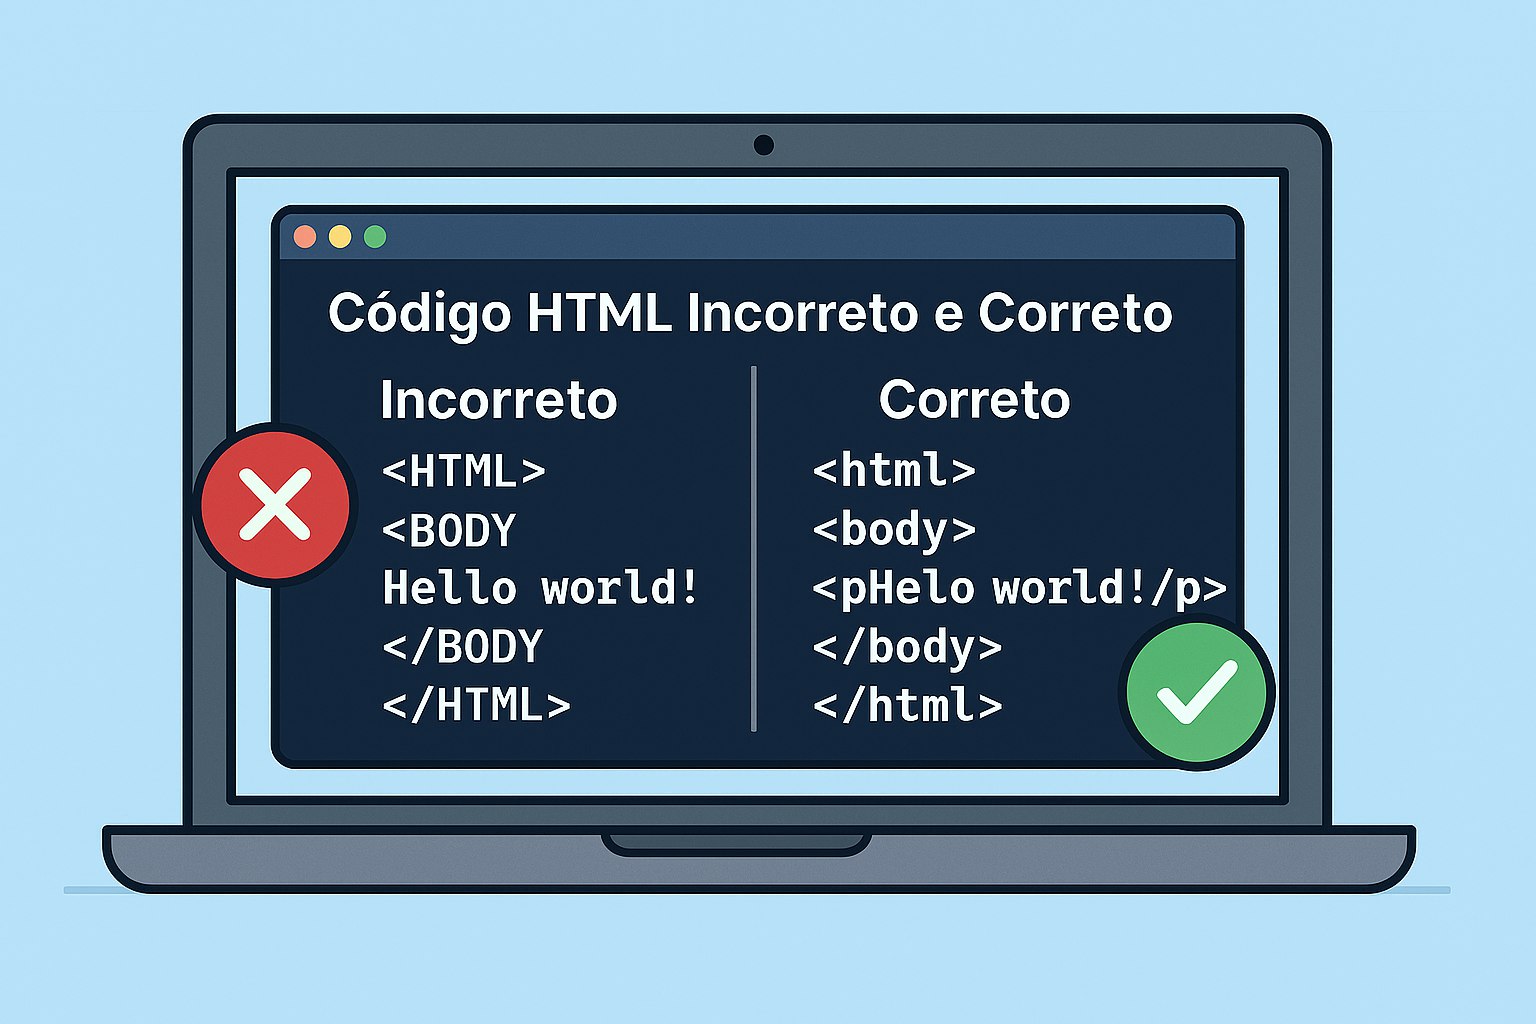 Código HTML Incorreto e Correto
Incorreto
<HTML>
<BODY
Hello world!
</BODY
</HTML>
Correto
<html>
<body>
<pHelo world!/p>
</body>
</html>